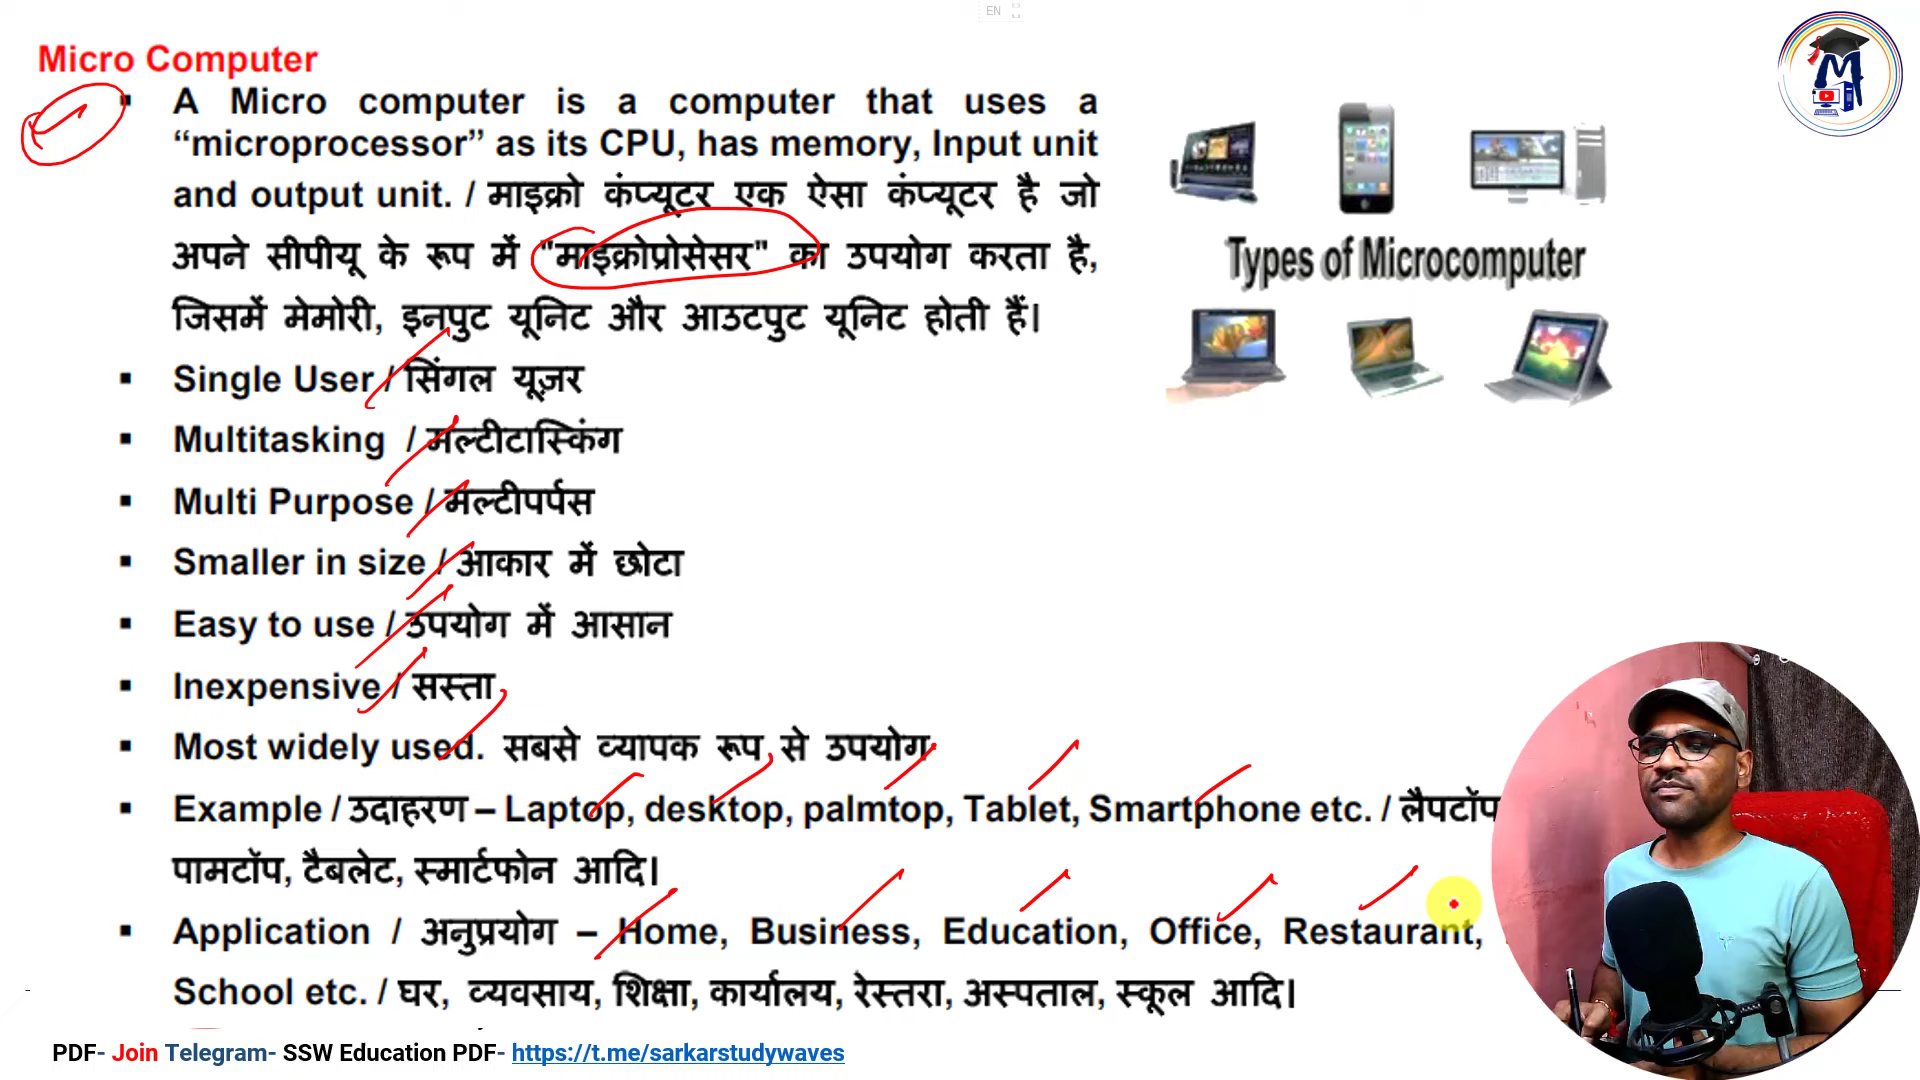 EN
Micro Computer
▪ A Micro computer is a computer that uses a
“microprocessor” as its CPU, has memory, Input unit
and output unit. / माइक्रो कंप्यूटर एक ऐसा कंप्यूटर है जो
अपने सीपीयू के रूप में "माइक्रोप्रोसेसर" का उपयोग करता है,
जिसमें मेमोरी, इनपुट यूनिट और आउटपुट यूनिट होती हैं।
Types of Microcomputer
▪ Single User / सिंगल यूज़र
▪ Multitasking / मल्टीटास्किंग
▪ Multi Purpose / मल्टीपर्पस
▪ Smaller in size / आकार में छोटा
▪ Easy to use / उपयोग में आसान
▪ Inexpensive / सस्ता
▪ Most widely used. सबसे व्यापक रूप से उपयोग
▪ Example / उदाहरण – Laptop, desktop, palmtop, Tablet, Smartphone etc. / लैपटॉप
पामटॉप, टैबलेट, स्मार्टफोन आदि।
▪ Application / अनुप्रयोग – Home, Business, Education, Office, Restaurant,
School etc. / घर, व्यवसाय, शिक्षा, कार्यालय, रेस्तरा, अस्पताल, स्कूल आदि।
PDF- Join Telegram- SSW Education PDF- https://t.me/sarkarstudywaves